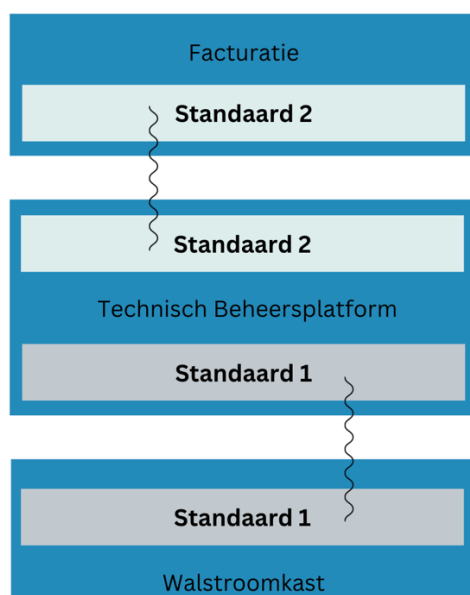 Facturatie
Standaard 2
Standaard 2
Technisch Beheersplatform
Standaard 1
Standaard 1
Walstroomkast